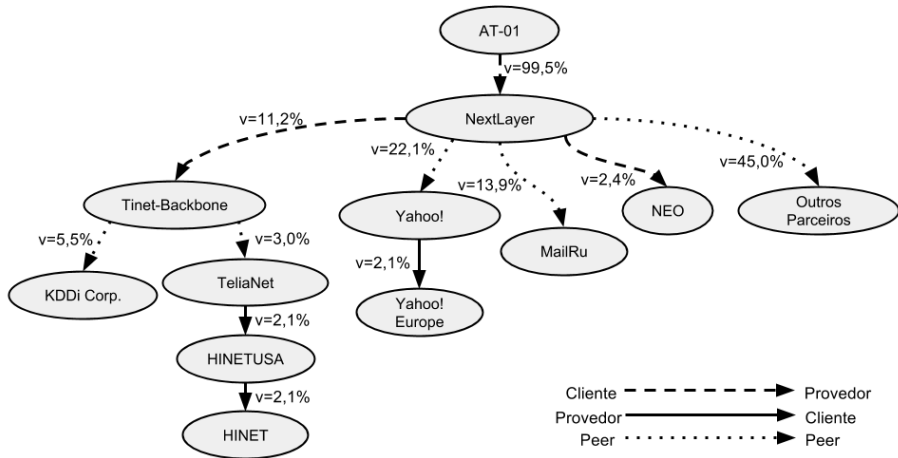 AT-01
v=99,5%
NextLayer
v=11,2%
v=22,1%
v=13,9%
v=2,4%
v=45,0%
Tinet-Backbone
Yahoo!
NEO
Outros
Parceiros
v=5,5%
v=3,0%
MailRu
v=2,1%
KDDi Corp.
TeliaNet
Yahoo!
Europe
v=2,1%
HINETUSA
v=2,1%
HINET
Cliente
Provedor
Provedor
Cliente
Peer
Peer